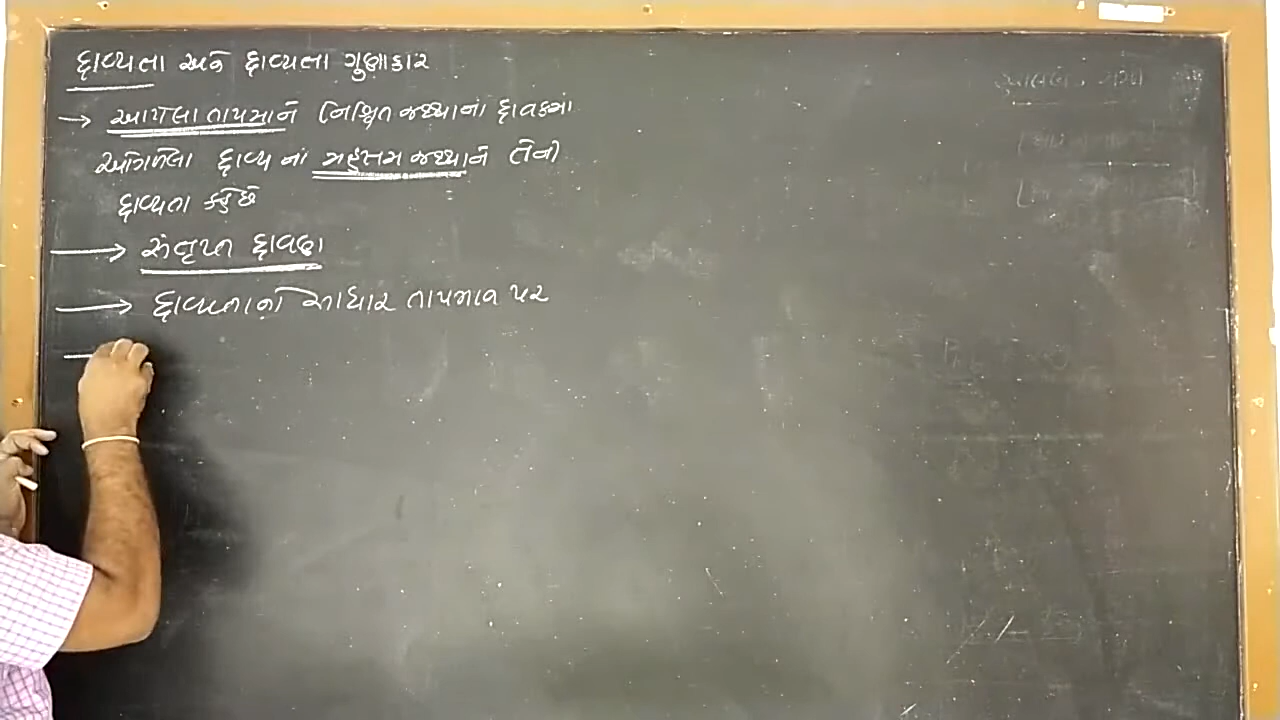 દ્રાવ્યતા અને દ્રાવ્યતા ગુણાકાર
→ આપેલા તાપમાને નિશ્ચિત જથ્થાના દ્રાવકમા
ઓગળેલા દ્રાવ્ય નાં મહત્તમ જથ્થાને તેની
દ્રાવ્યતા કહે છે
→ સંતૃપ્ત દ્રાવણ
→ દ્રાવ્યતાનો આધાર તાપમાન પર